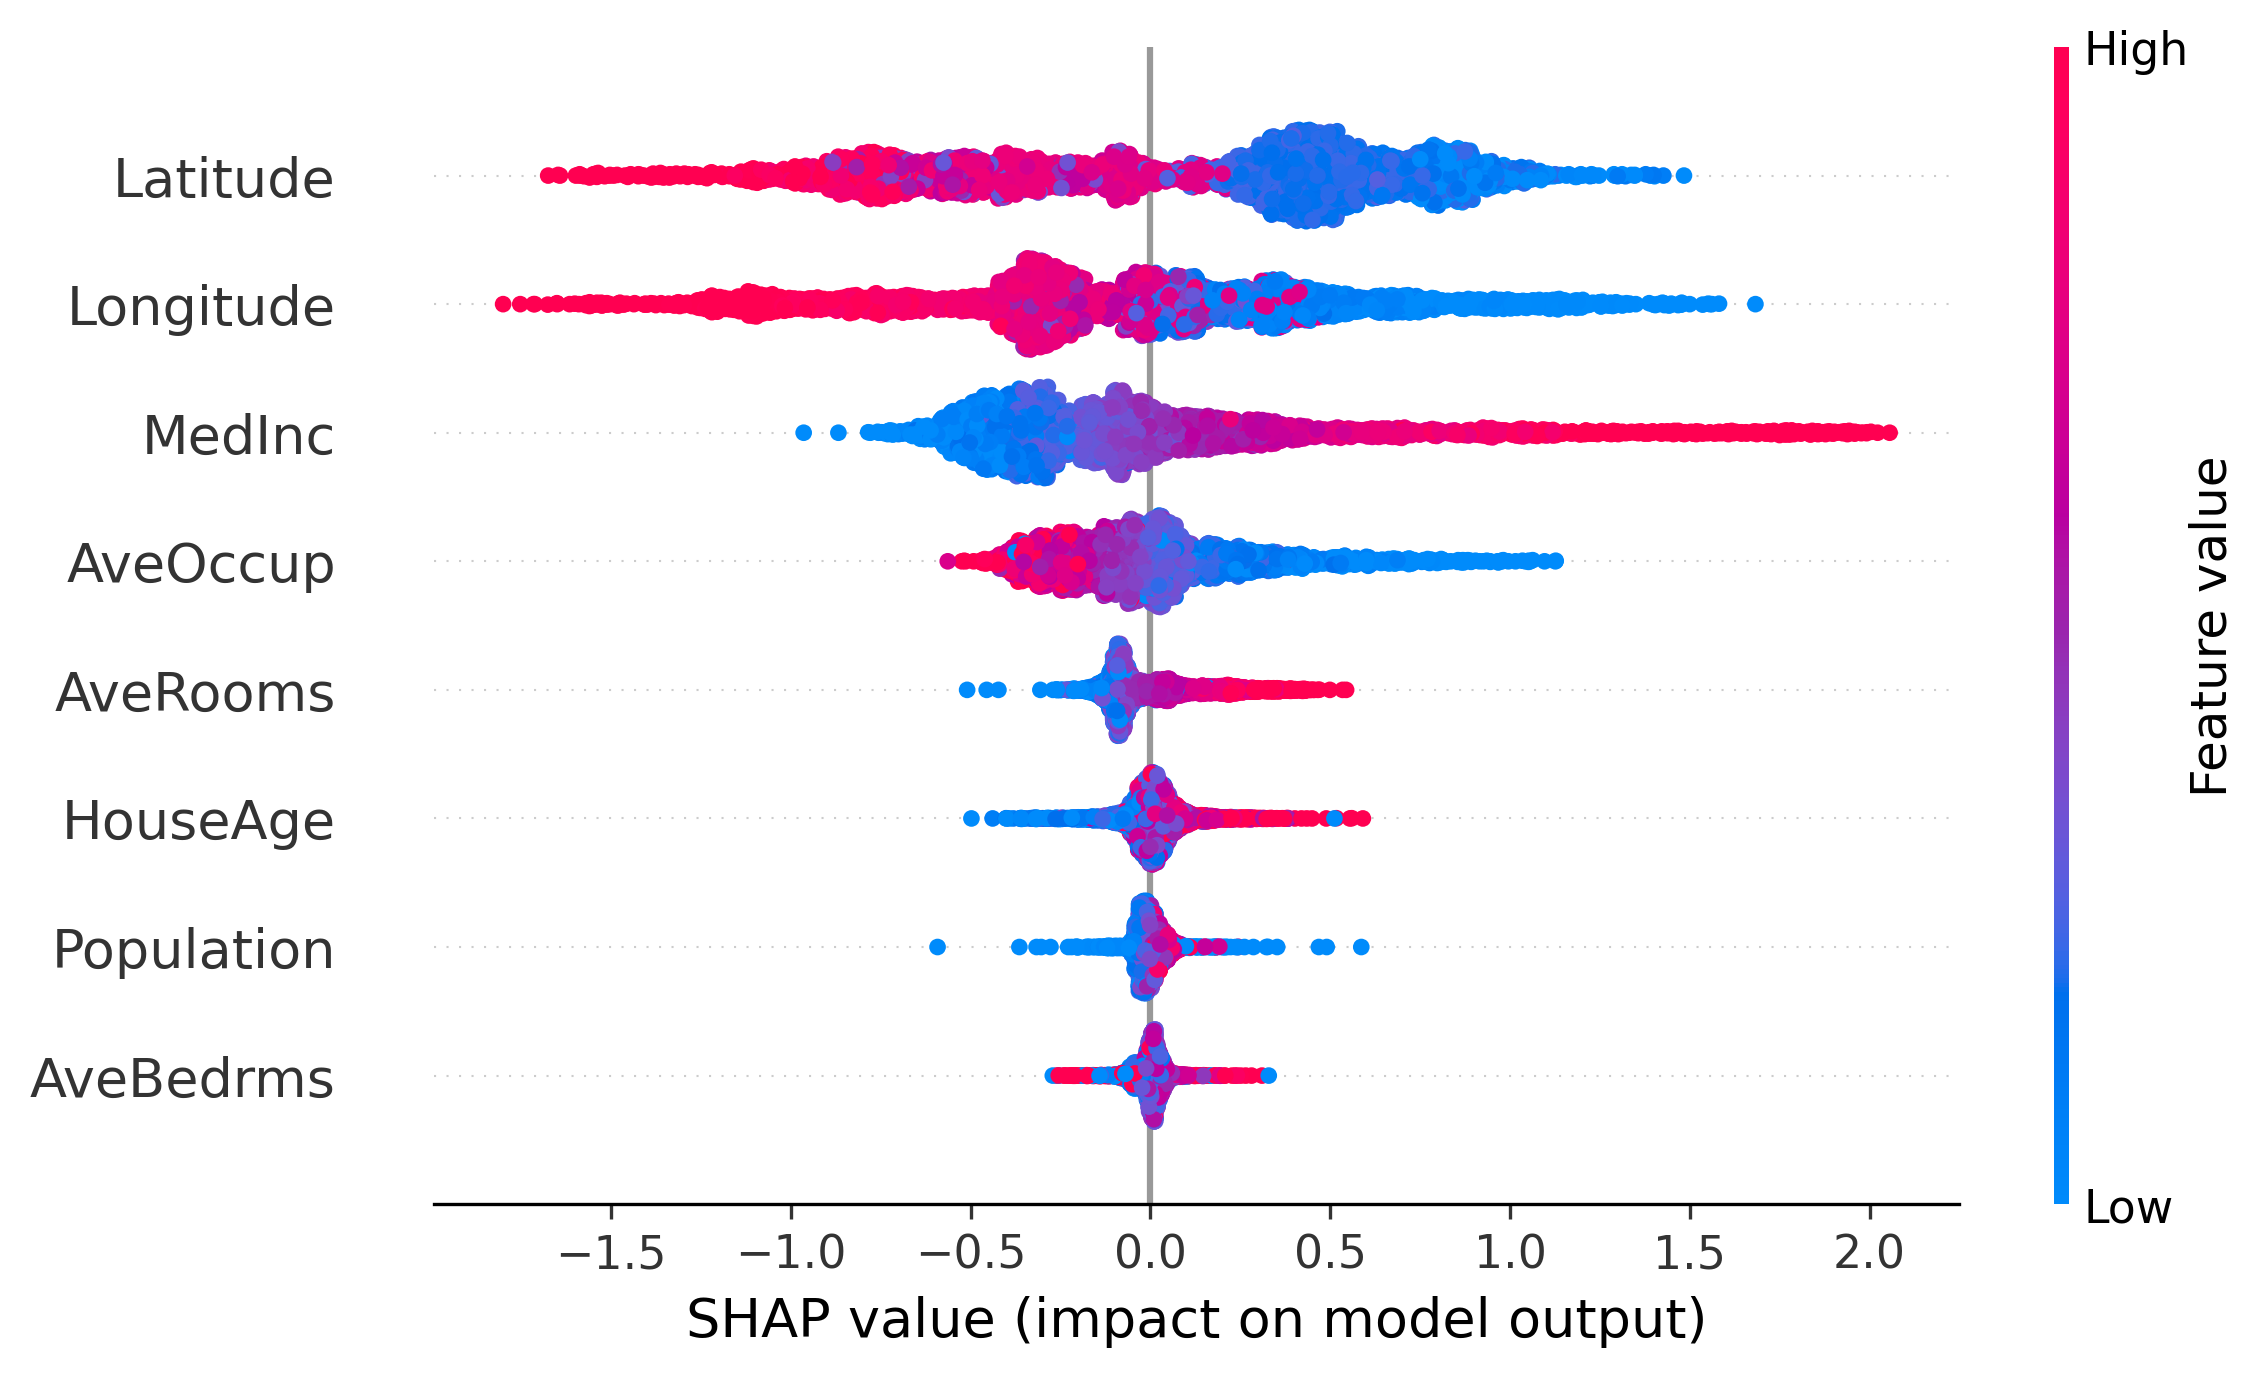 High
Latitude
Longitude
MedInc
AveOccup
AveRooms
HouseAge
Population
AveBedrms
Feature value
Low
−1.5 −1.0 −0.5 0.0 0.5 1.0 1.5 2.0
SHAP value (impact on model output)